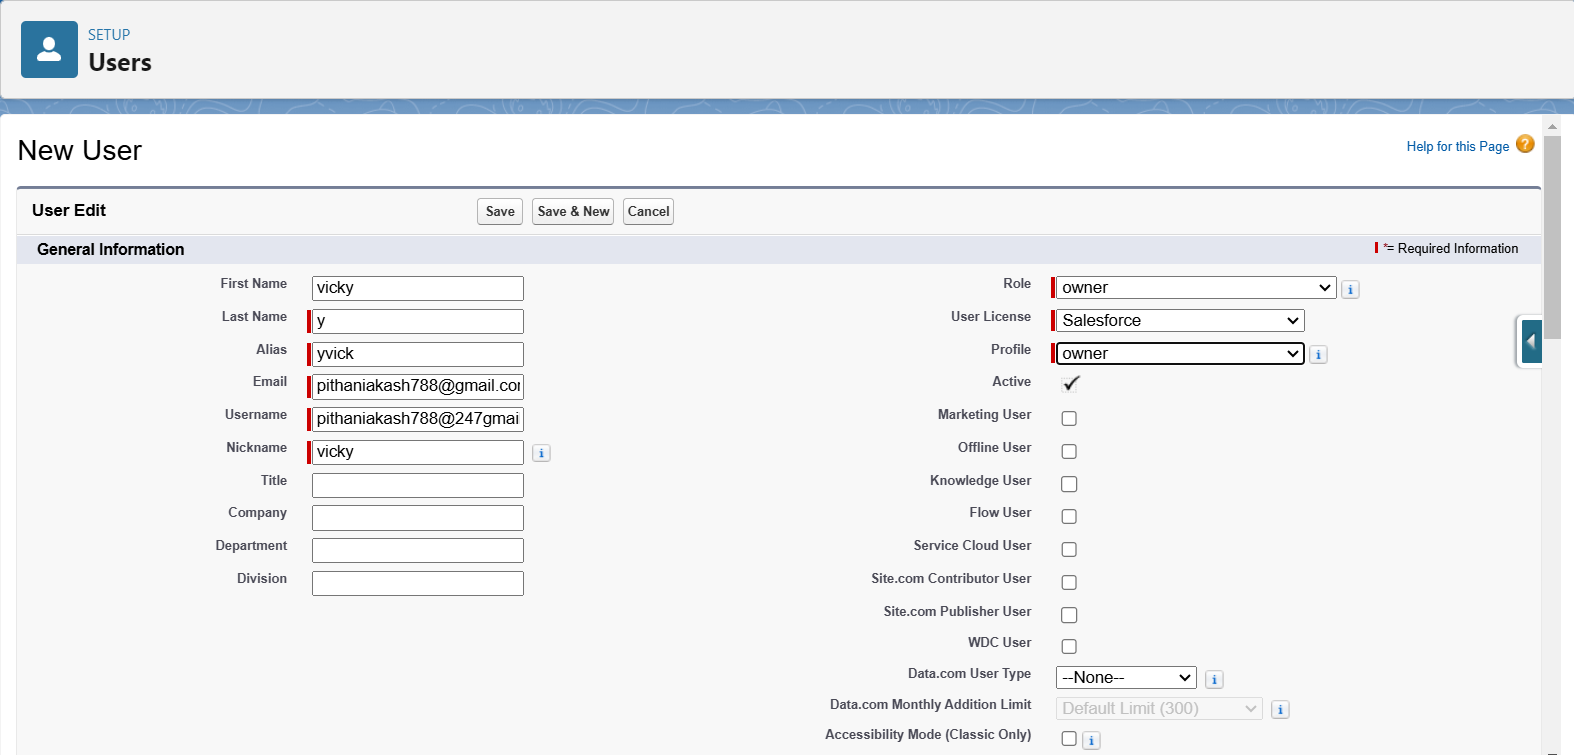 SETUP
Users
New User
Help for this Page ?
User Edit
Save
Save & New
Cancel
General Information
*= Required Information
First Name vicky
Last Name y
Alias yvick
Email pithaniakash788@gmail.co
Username pithaniakash788@247gmai
Nickname vicky i
Title
Company
Department
Division
Role owner i
User License Salesforce
Profile owner i
Active
Marketing User
Offline User
Knowledge User
Flow User
Service Cloud User
Site.com Contributor User
Site.com Publisher User
WDC User
Data.com User Type --None-- i
Data.com Monthly Addition Limit Default Limit (300) i
Accessibility Mode (Classic Only) i